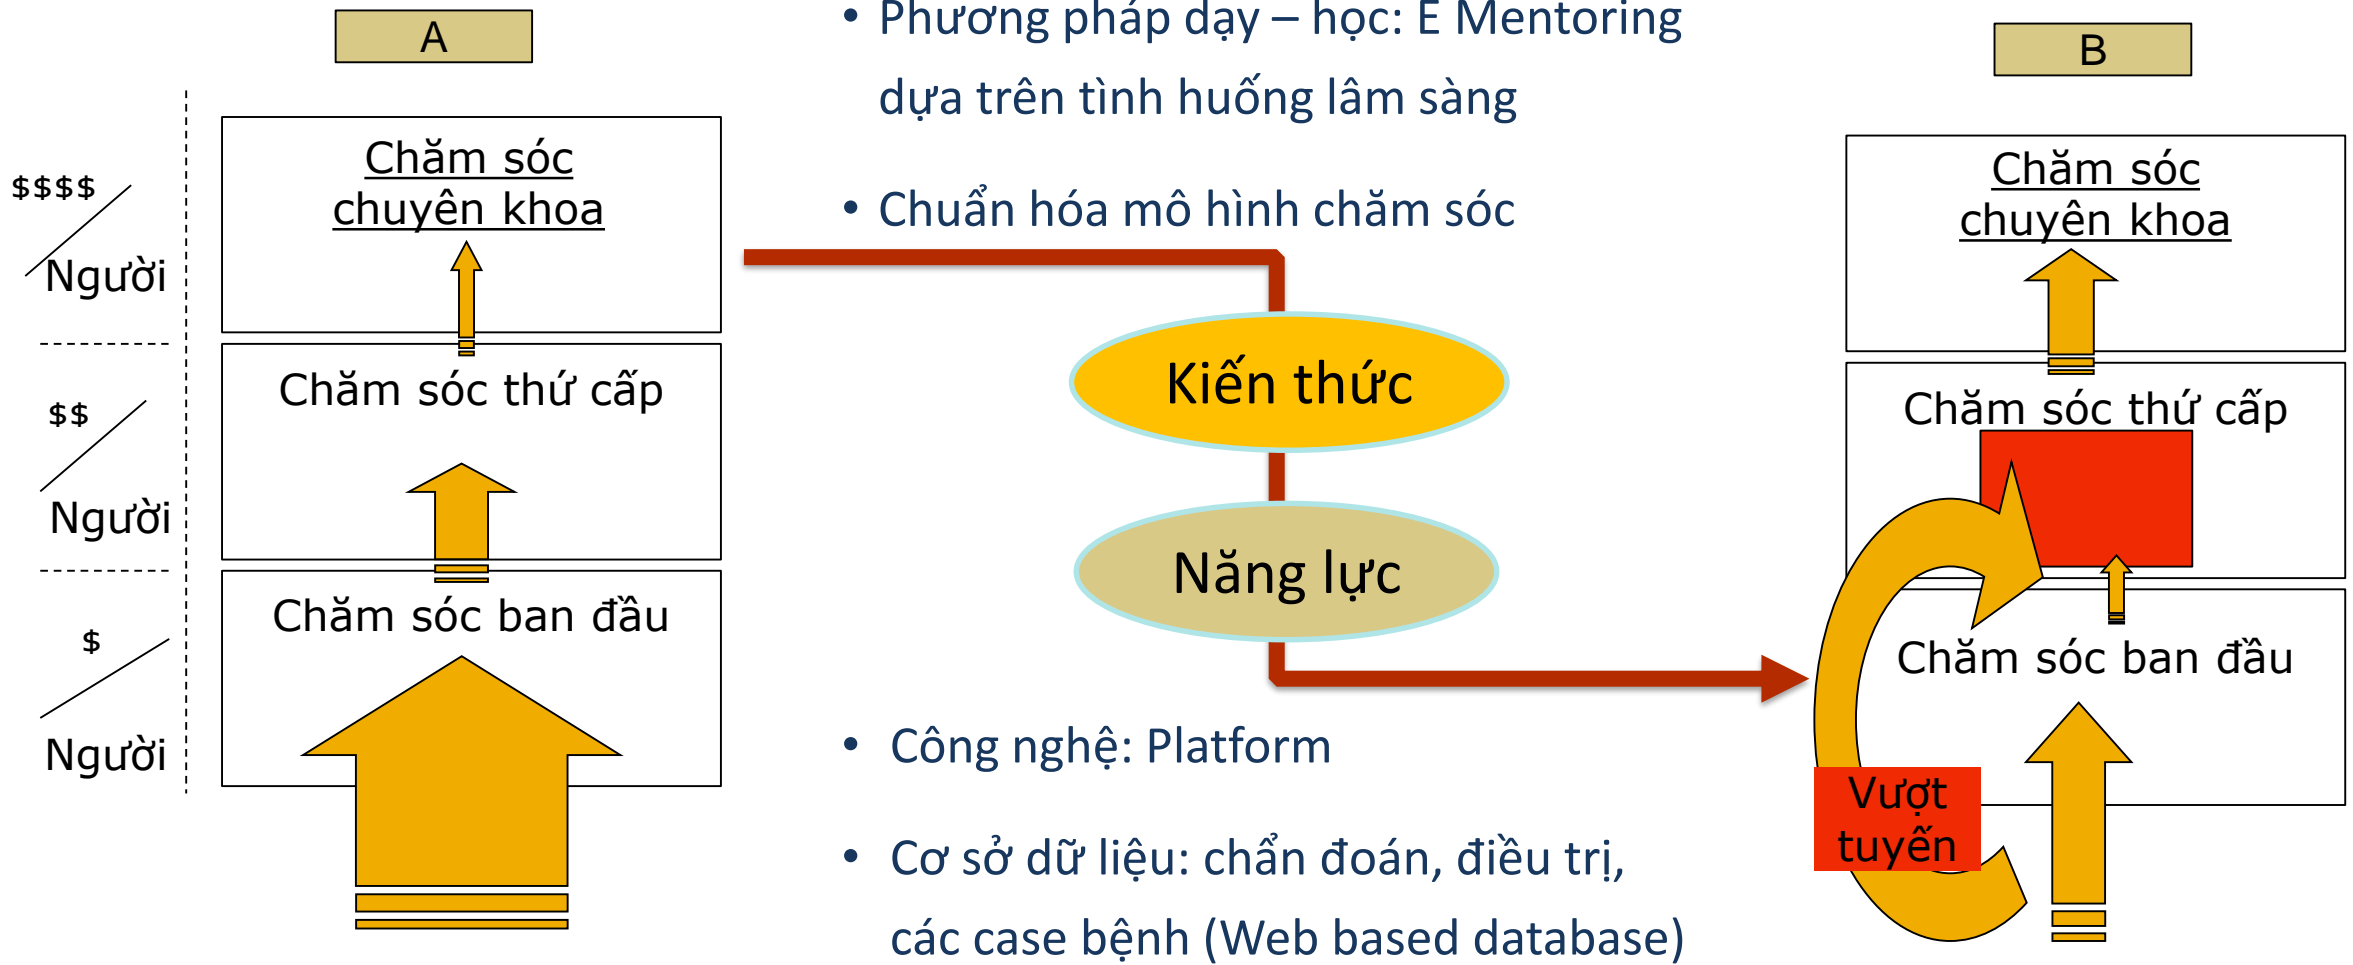 A
$$$$
Người
$$
Người
$
Người
Chăm sóc
chuyên khoa
Chăm sóc thứ cấp
Chăm sóc ban đầu
• Phương pháp dạy – học: E Mentoring
dựa trên tình huống lâm sàng
• Chuẩn hóa mô hình chăm sóc
Kiến thức
Năng lực
• Công nghệ: Platform
• Cơ sở dữ liệu: chẩn đoán, điều trị,
các case bệnh (Web based database)
B
Chăm sóc
chuyên khoa
Chăm sóc thứ cấp
Chăm sóc ban đầu
Vượt
tuyến